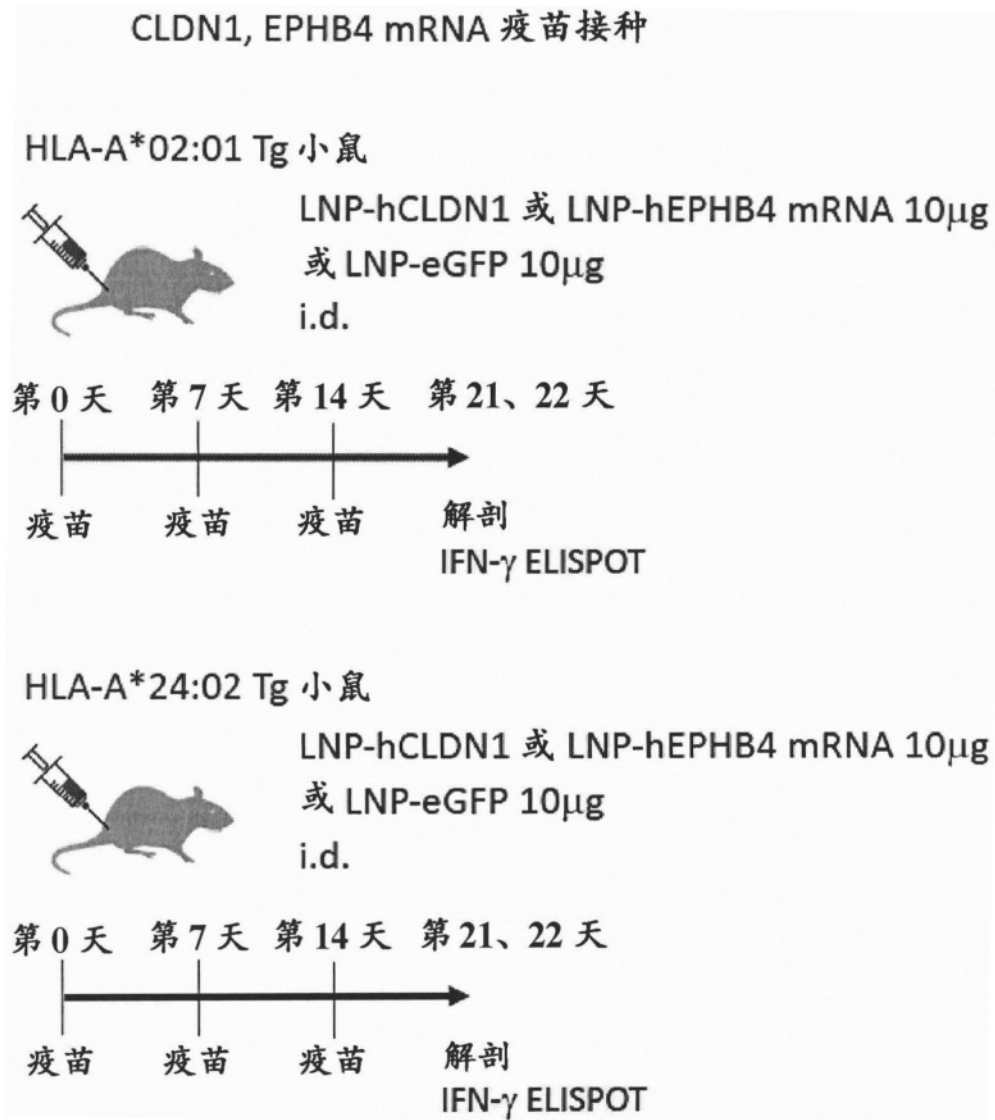 CLDN1, EPHB4 mRNA 疫苗接种
HLA-A*02:01 Tg 小鼠
LNP-hCLDN1 或 LNP-hEPHB4 mRNA 10μg
或 LNP-eGFP 10μg
i.d.
第 0 天 第 7 天 第 14 天 第 21、22 天
疫苗 疫苗 疫苗 解剖
IFN-γ ELISPOT
HLA-A*24:02 Tg 小鼠
LNP-hCLDN1 或 LNP-hEPHB4 mRNA 10μg
或 LNP-eGFP 10μg
i.d.
第 0 天 第 7 天 第 14 天 第 21、22 天
疫苗 疫苗 疫苗 解剖
IFN-γ ELISPOT